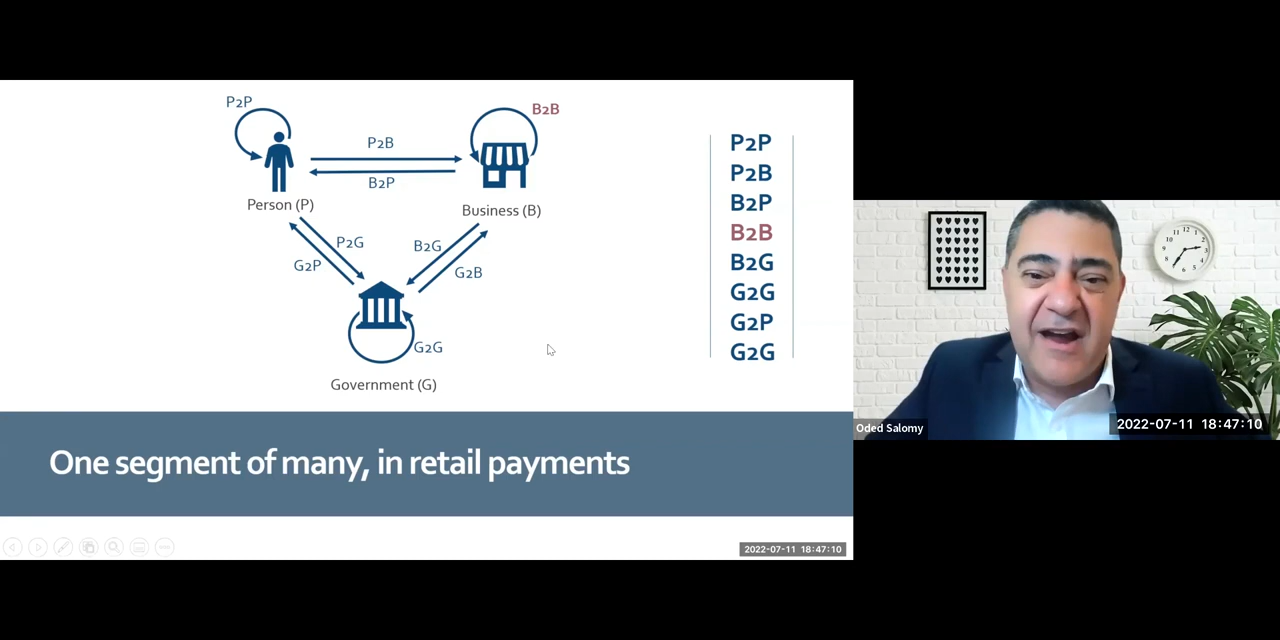 P2P
B2B
P2B
B2P
Person (P)
Business (B)
P2G
G2P
B2G
G2B
G2G
Government (G)
P2P
P2B
B2P
B2B
B2G
G2G
G2P
G2G
One segment of many, in retail payments
2022-07-11 18:47:10
Oded Salomy
2022-07-11 18:47:10